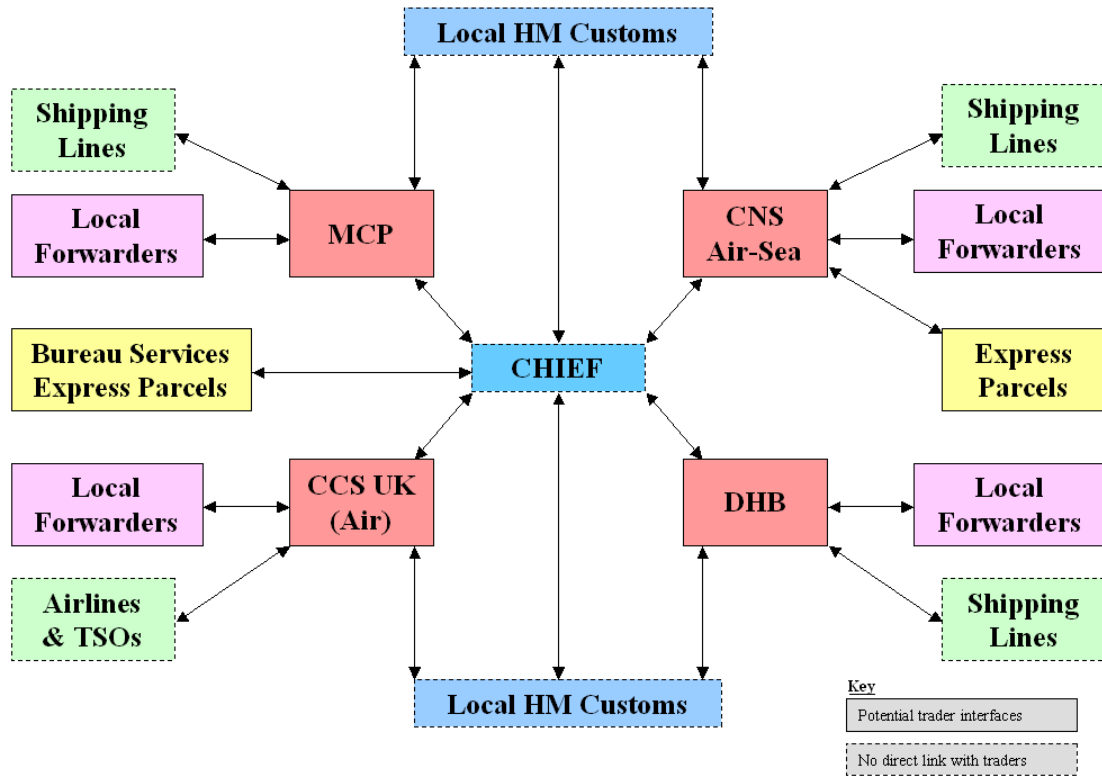 Local HM Customs
Shipping
Lines
Shipping
Lines
Local
Forwarders
MCP
CNS
Air-Sea
Local
Forwarders
Bureau Services
Express Parcels
CHIEF
Express
Parcels
Local
Forwarders
CCS UK
(Air)
DHB
Local
Forwarders
Airlines
& TSOs
Shipping
Lines
Local HM Customs
Key
Potential trader interfaces
No direct link with traders